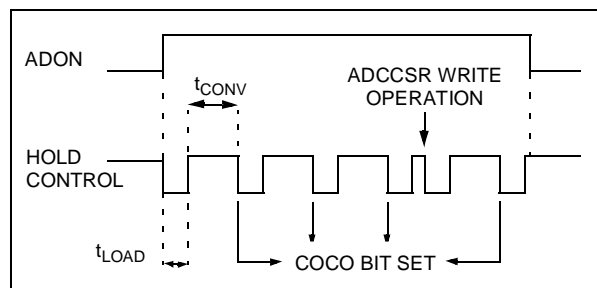 ADON
ADCCSR WRITE
OPERATION
tCONV
HOLD
CONTROL
tLOAD
COCO BIT SET